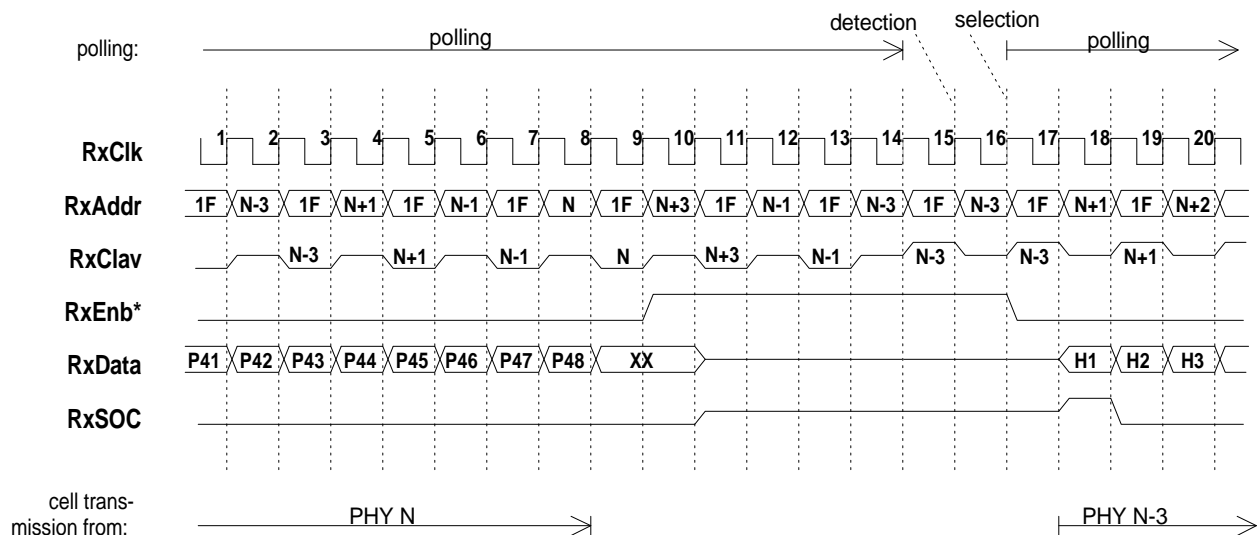 detection selection
polling: polling polling
RxClk 1 2 3 4 5 6 7 8 9 10 11 12 13 14 15 16 17 18 19 20
RxAddr 1F N-3 1F N+1 1F N-1 1F N 1F N+3 1F N-1 1F N-3 1F N-3 1F N+1 1F N+2
RxClav N-3 N+1 N-1 N N+3 N-1 N-3 N-3 N+1
RxEnb*
RxData P41 P42 P43 P44 P45 P46 P47 P48 XX H1 H2 H3
RxSOC
cell trans-
mission from: PHY N PHY N-3